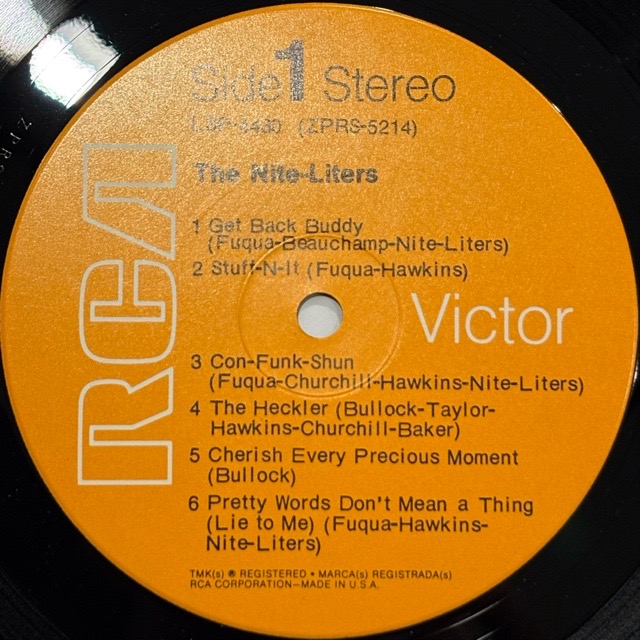 Side 1 Stereo
LSP-4430 (ZPRS-5214)
The Nite-Liters
1 Get Back Buddy
(Fuqua-Beauchamp-Nite-Liters)
2 Stuff-N-It (Fuqua-Hawkins)
RCA
Victor
3 Con-Funk-Shun
(Fuqua-Churchill-Hawkins-Nite-Liters)
4 The Heckler (Bullock-Taylor-
Hawkins-Churchill-Baker)
5 Cherish Every Precious Moment
(Bullock)
6 Pretty Words Don't Mean a Thing
(Lie to Me) (Fuqua-Hawkins-
Nite-Liters)
TMK(s) ® REGISTERED • MARCA(s) REGISTRADA(s)
RCA CORPORATION—MADE IN U.S.A.